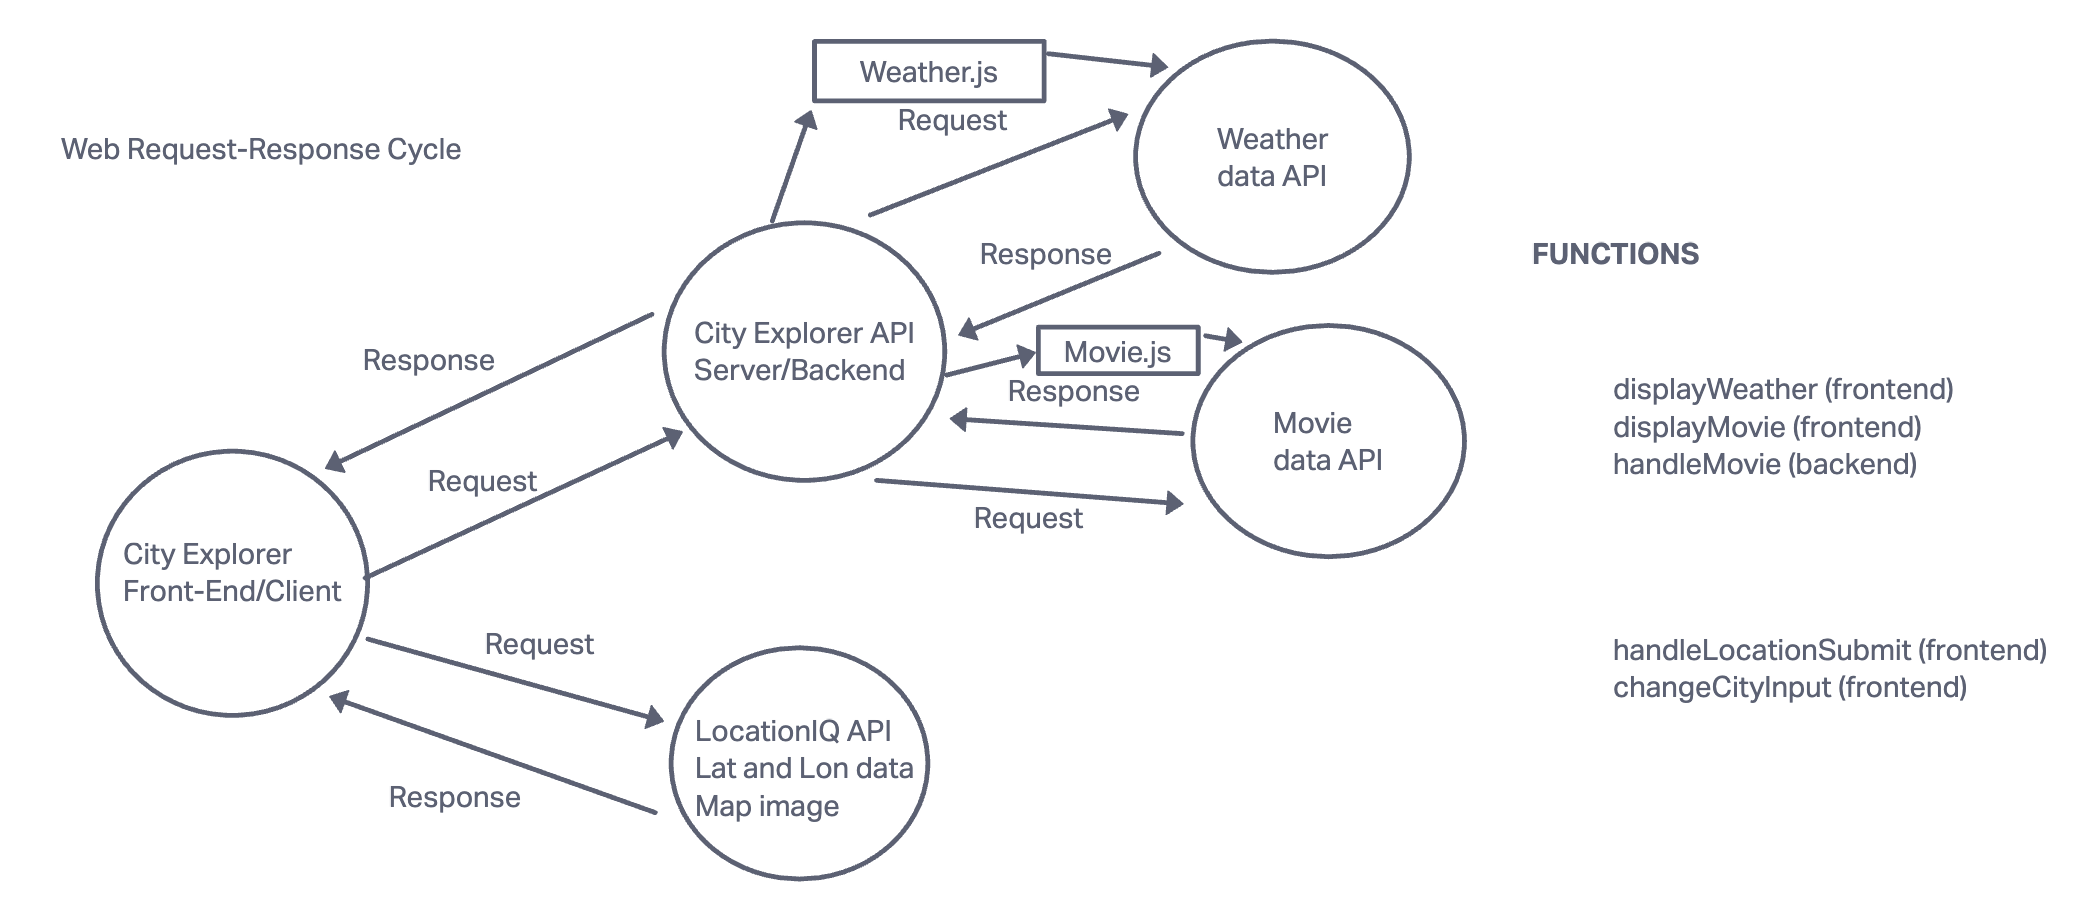 Web Request-Response Cycle
Weather.js
Request
Weather
data API
Response
City Explorer API
Server/Backend
Movie.js
Response
Movie
data API
Request
Response
Request
City Explorer
Front-End/Client
Request
LocationIQ API
Lat and Lon data
Map image
Response
FUNCTIONS
displayWeather (frontend)
displayMovie (frontend)
handleMovie (backend)
handleLocationSubmit (frontend)
changeCityInput (frontend)